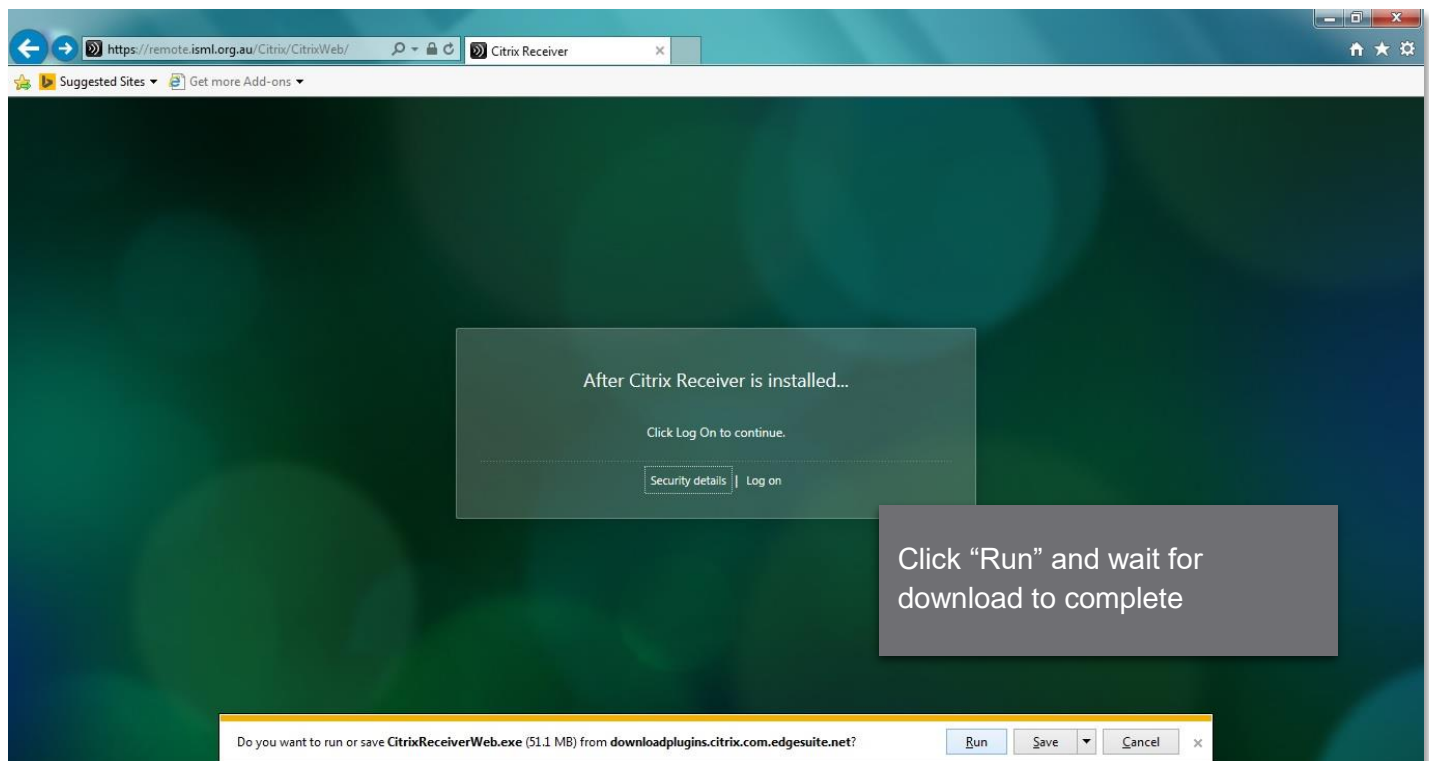 https://remote.isml.org.au/Citrix/CitrixWeb/
Citrix Receiver
Suggested Sites
Get more Add-ons
After Citrix Receiver is installed...
Click Log On to continue.
Security details | Log on
Click “Run” and wait for
download to complete
Do you want to run or save CitrixReceiverWeb.exe (51.1 MB) from downloadplugins.citrix.com.edgesuite.net?
Run
Save
Cancel